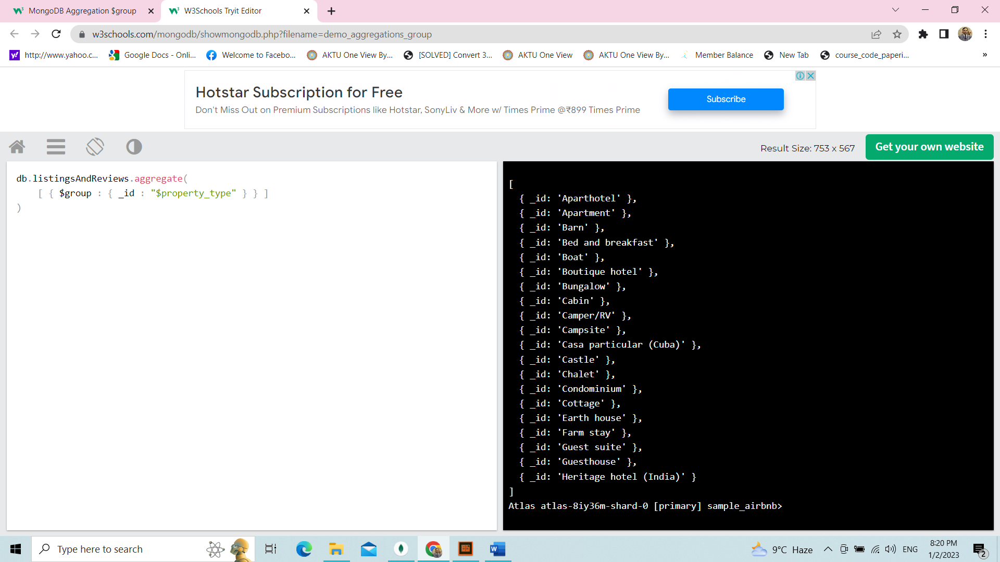 MongoDB Aggregation $group
W3Schools Tryit Editor
w3schools.com/mongodb/showmongodb.php?filename=demo_aggregations_group
http://www.yahoo.c...
Google Docs - Onli...
Welcome to Facebo...
AKTU One View By...
[SOLVED] Convert 3...
AKTU One View
AKTU One View By...
Member Balance
New Tab
course_code_paperi...
»
Hotstar Subscription for Free
Don't Miss Out on Premium Subscriptions like Hotstar, SonyLiv & More w/ Times Prime @₹899 Times Prime
Subscribe
Result Size: 753 x 567
Get your own website
db.listingsAndReviews.aggregate(
[ { $group : { _id : "$property_type" } } ]
)
[
{ _id: 'Aparthotel' },
{ _id: 'Apartment' },
{ _id: 'Barn' },
{ _id: 'Bed and breakfast' },
{ _id: 'Boat' },
{ _id: 'Boutique hotel' },
{ _id: 'Bungalow' },
{ _id: 'Cabin' },
{ _id: 'Camper/RV' },
{ _id: 'Campsite' },
{ _id: 'Casa particular (Cuba)' },
{ _id: 'Castle' },
{ _id: 'Chalet' },
{ _id: 'Condominium' },
{ _id: 'Cottage' },
{ _id: 'Earth house' },
{ _id: 'Farm stay' },
{ _id: 'Guest suite' },
{ _id: 'Guesthouse' },
{ _id: 'Heritage hotel (India)' }
]
Atlas atlas-8iy36m-shard-0 [primary] sample_airbnb>
Type here to search
9°C Haze
ENG
8:20 PM
1/2/2023
2